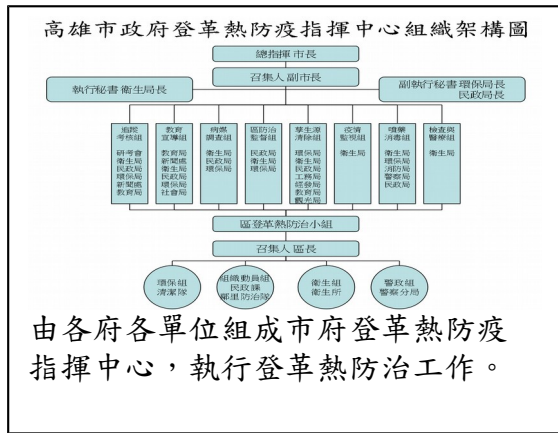 高雄市政府登革熱防疫指揮中心組織架構圖
總指揮 市長
召集人 副市長
執行秘書 衛生局長
副執行秘書 環保局長
民政局長
追蹤
考核組
研考會
衛生局
民政局
環保局
新聞處
教育局
教育
宣導組
教育局
新聞處
衛生局
民政局
環保局
社會局
病媒
調查組
衛生局
民政局
環保局
區防治
監督組
民政局
衛生局
環保局
孳生源
清除組
環保局
衛生局
民政局
工務局
經發局
教育局
觀光局
疫情
監視組
衛生局
噴藥
消毒組
衛生局
環保局
消防局
警察局
民政局
檢查與
醫療組
衛生局
區登革熱防治小組
召集人 區長
環保組
清潔隊
組織動員組
民政課
鄰里防治隊
衛生組
衛生所
警政組
警察分局
由各府各單位組成市府登革熱防疫
指揮中心，執行登革熱防治工作。